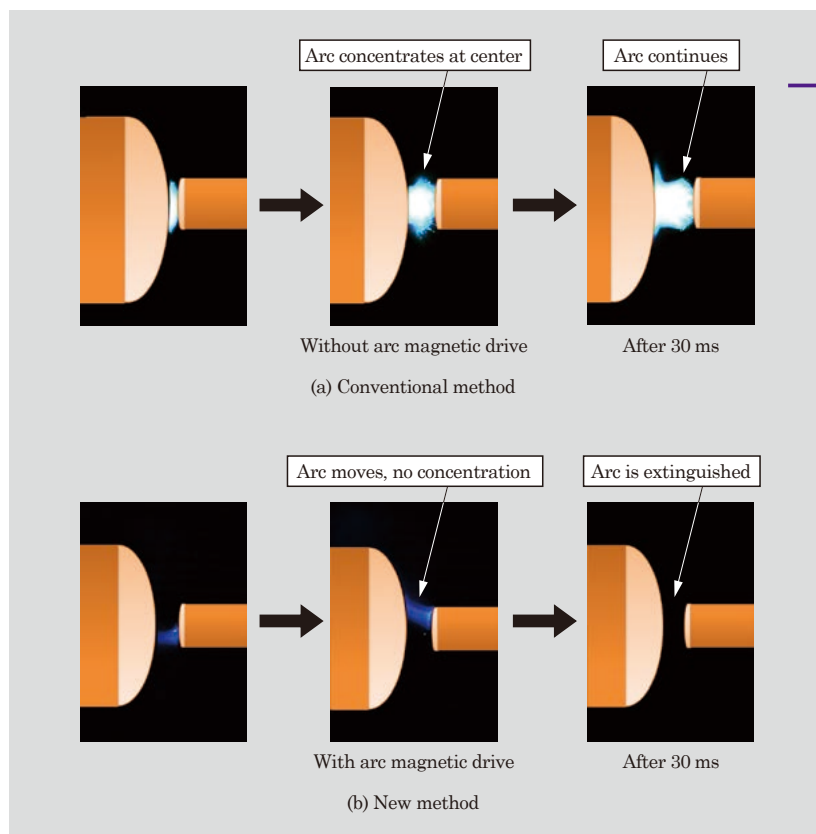 Arc concentrates at center
Arc continues
Without arc magnetic drive
After 30 ms
(a) Conventional method
Arc moves, no concentration
Arc is extinguished
With arc magnetic drive
After 30 ms
(b) New method